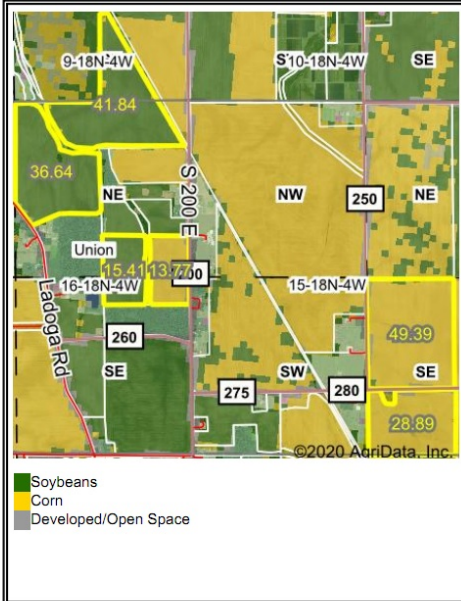 9-18N-4W
S
10-18N-4W
SE
41.84
36.64
S 200 E
NE
NW
250
NE
Union
15.41
13.77
00
16-18N-4W
15-18N-4W
Ladoga Rd
260
49.39
SE
SW
SE
275
280
28.89
©2020 AgriData, Inc.
Soybeans
Corn
Developed/Open Space